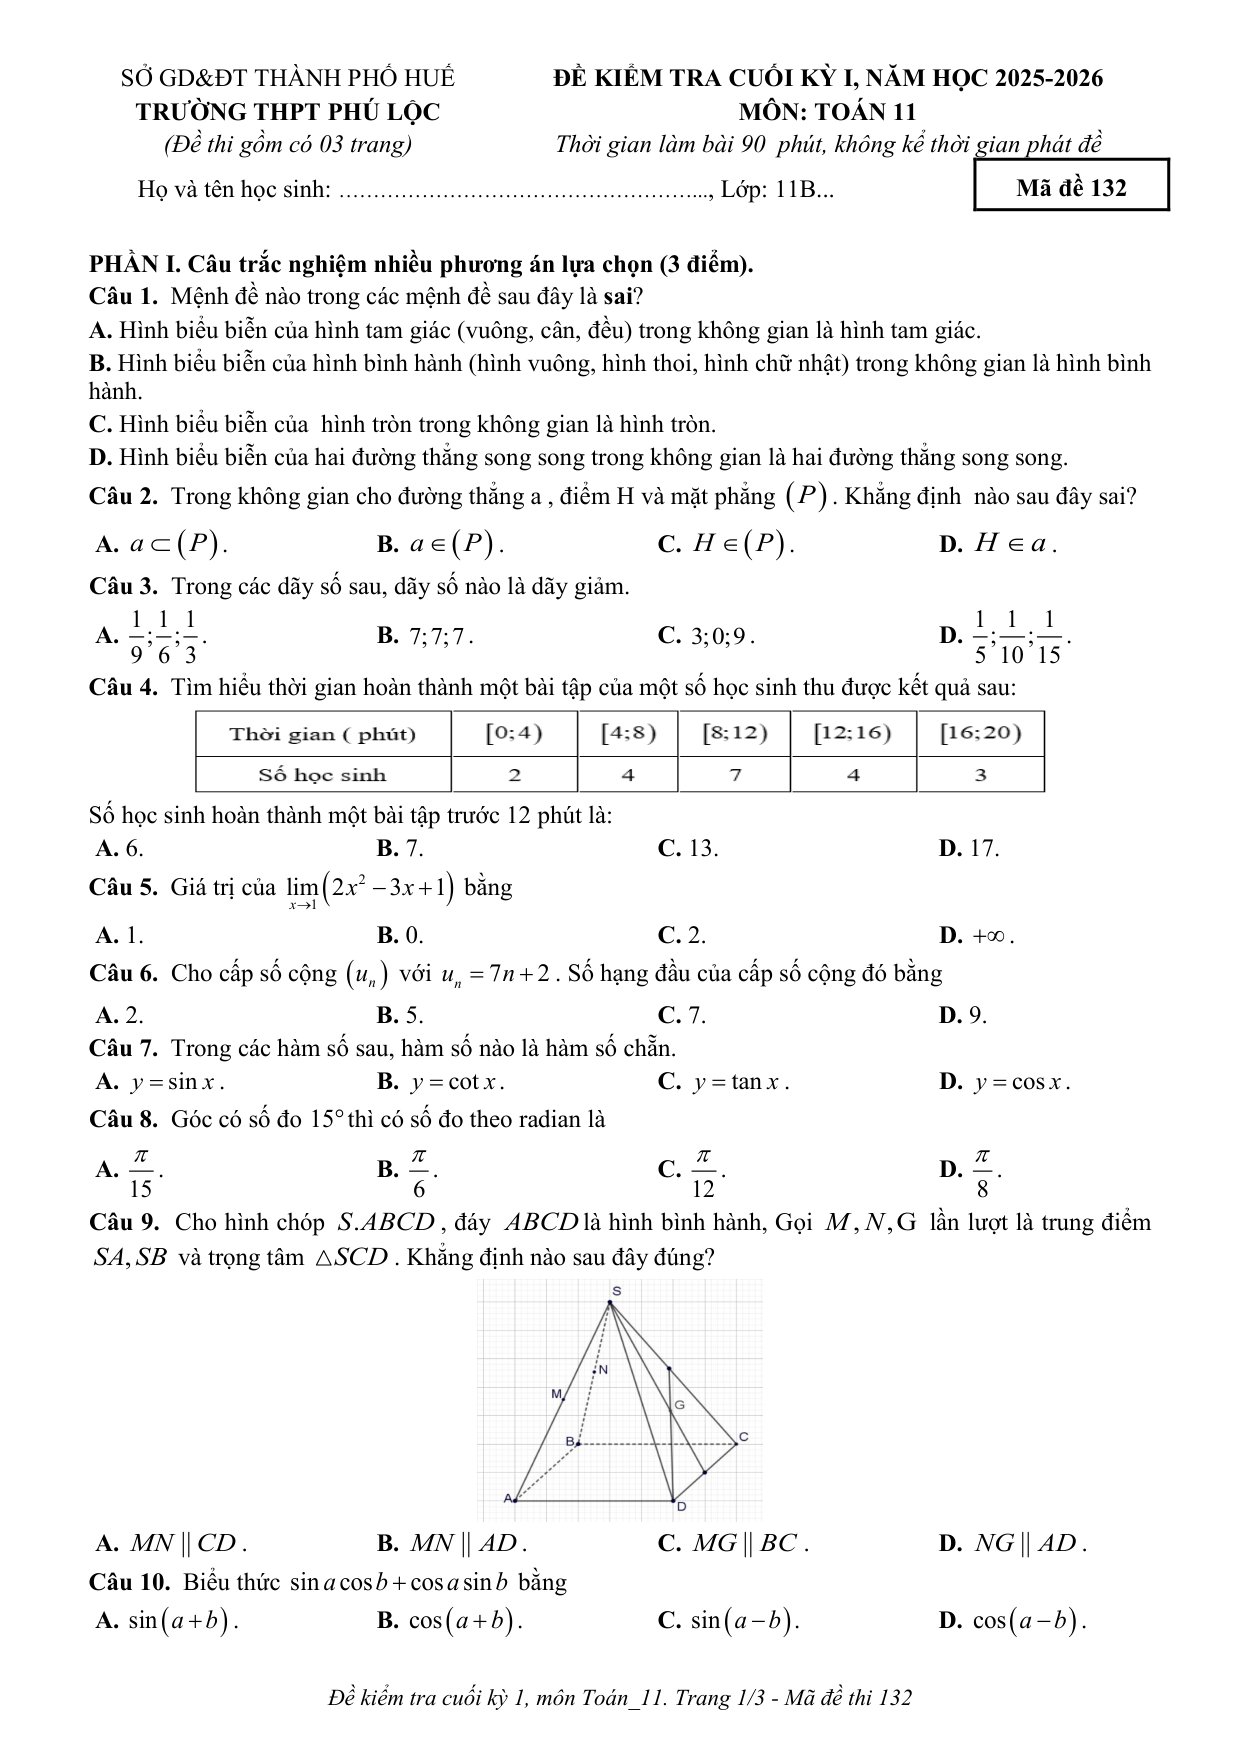 SỞ GD&ĐT THÀNH PHỐ HUẾ
TRƯỜNG THPT PHÚ LỘC
(Đề thi gồm có 03 trang)
ĐỀ KIỂM TRA CUỐI KỲ I, NĂM HỌC 2025-2026
MÔN: TOÁN 11
Thời gian làm bài 90 phút, không kể thời gian phát đề
Họ và tên học sinh: ……………………………………………..., Lớp: 11B...
Mã đề 132
PHẦN I. Câu trắc nghiệm nhiều phương án lựa chọn (3 điểm).
Câu 1. Mệnh đề nào trong các mệnh đề sau đây là sai?
A. Hình biểu biễn của hình tam giác (vuông, cân, đều) trong không gian là hình tam giác.
B. Hình biểu biễn của hình bình hành (hình vuông, hình thoi, hình chữ nhật) trong không gian là hình bình
hành.
C. Hình biểu biễn của hình tròn trong không gian là hình tròn.
D. Hình biểu biễn của hai đường thẳng song song trong không gian là hai đường thẳng song song.
Câu 2. Trong không gian cho đường thẳng a , điểm H và mặt phẳng (P). Khẳng định nào sau đây sai?
A. a ⊂ (P). B. a ∈ (P). C. H ∈ (P). D. H ∈ a .
Câu 3. Trong các dãy số sau, dãy số nào là dãy giảm.
A. 1/9; 1/6; 1/3. B. 7; 7; 7 . C. 3; 0; 9 . D. 1/5; 1/10; 1/15.
Câu 4. Tìm hiểu thời gian hoàn thành một bài tập của một số học sinh thu được kết quả sau:
Thời gian ( phút) [0;4) [4;8) [8;12) [12;16) [16;20)
Số học sinh 2 4 7 4 3
Số học sinh hoàn thành một bài tập trước 12 phút là:
A. 6. B. 7. C. 13. D. 17.
Câu 5. Giá trị của lim x→1 (2x² − 3x + 1) bằng
A. 1. B. 0. C. 2. D. +∞ .
Câu 6. Cho cấp số cộng (uₙ) với uₙ = 7n + 2 . Số hạng đầu của cấp số cộng đó bằng
A. 2. B. 5. C. 7. D. 9.
Câu 7. Trong các hàm số sau, hàm số nào là hàm số chẵn.
A. y = sin x . B. y = cot x . C. y = tan x . D. y = cos x .
Câu 8. Góc có số đo 15° thì có số đo theo radian là
A. π/15. B. π/6. C. π/12. D. π/8.
Câu 9. Cho hình chóp S.ABCD , đáy ABCD là hình bình hành, Gọi M , N , G lần lượt là trung điểm
SA, SB và trọng tâm △SCD . Khẳng định nào sau đây đúng?
S
N
M
G
B
C
A
D
A. MN || CD . B. MN || AD . C. MG || BC . D. NG || AD .
Câu 10. Biểu thức sin a cos b + cos a sin b bằng
A. sin(a + b). B. cos(a + b). C. sin(a − b). D. cos(a − b).
Đề kiểm tra cuối kỳ 1, môn Toán_11. Trang 1/3 - Mã đề thi 132